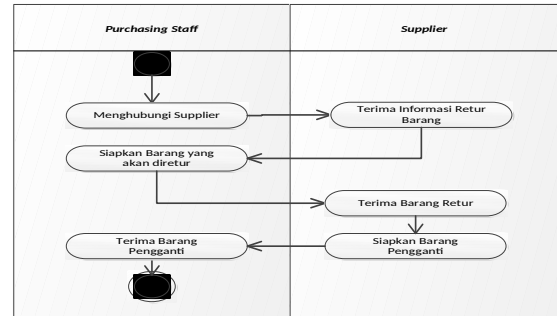 Purchasing Staff
Supplier
Menghubungi Supplier
Terima Informasi Retur
Barang
Siapkan Barang yang
akan diretur
Terima Barang Retur
Siapkan Barang
Pengganti
Terima Barang
Pengganti